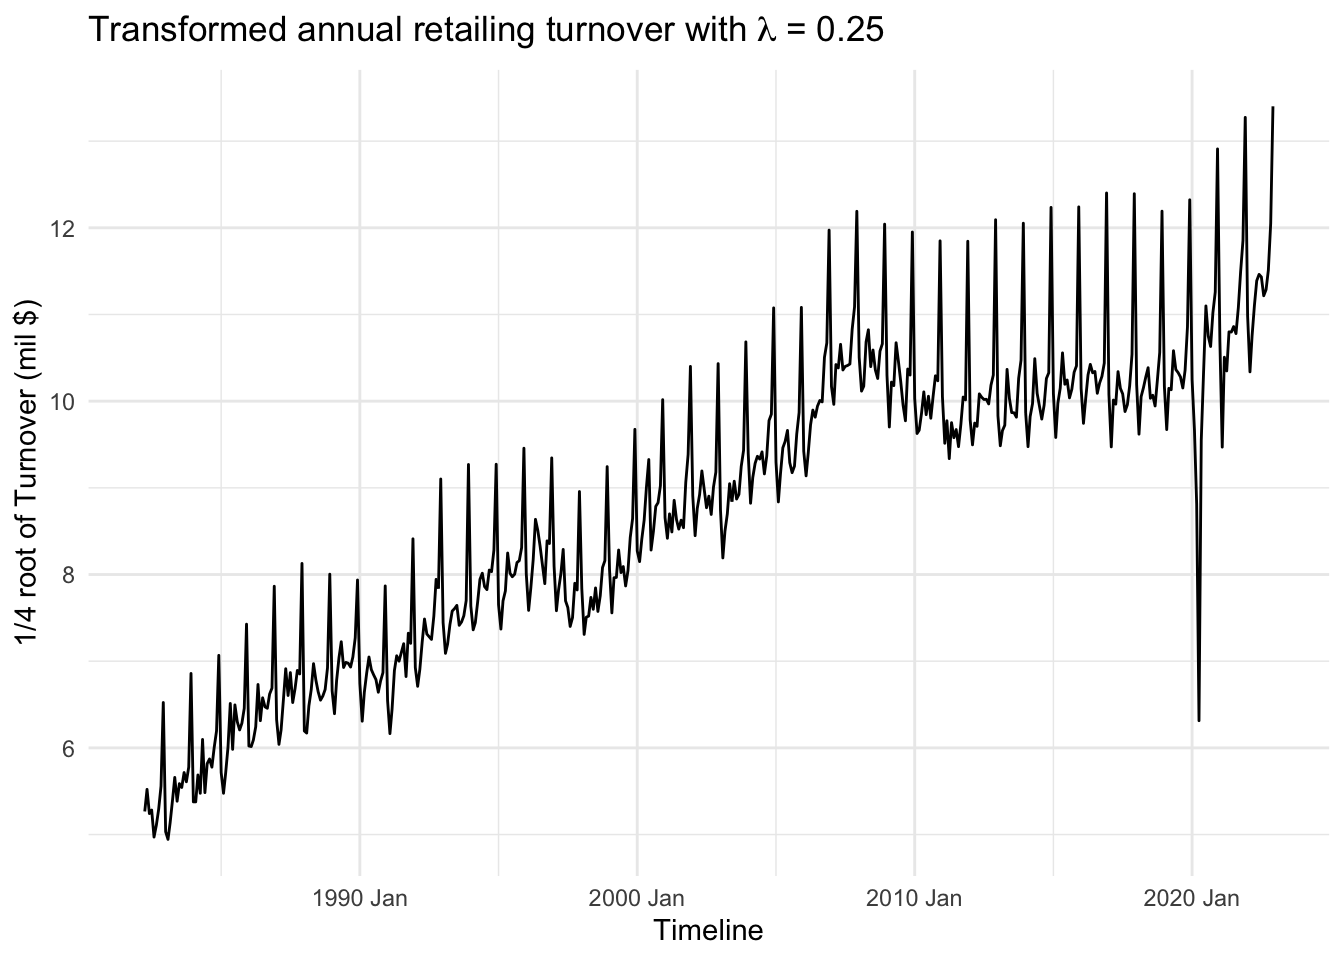 Transformed annual retailing turnover with λ = 0.25
1/4 root of Turnover (mil $)
12
10
8
6
1990 Jan
2000 Jan
2010 Jan
2020 Jan
Timeline